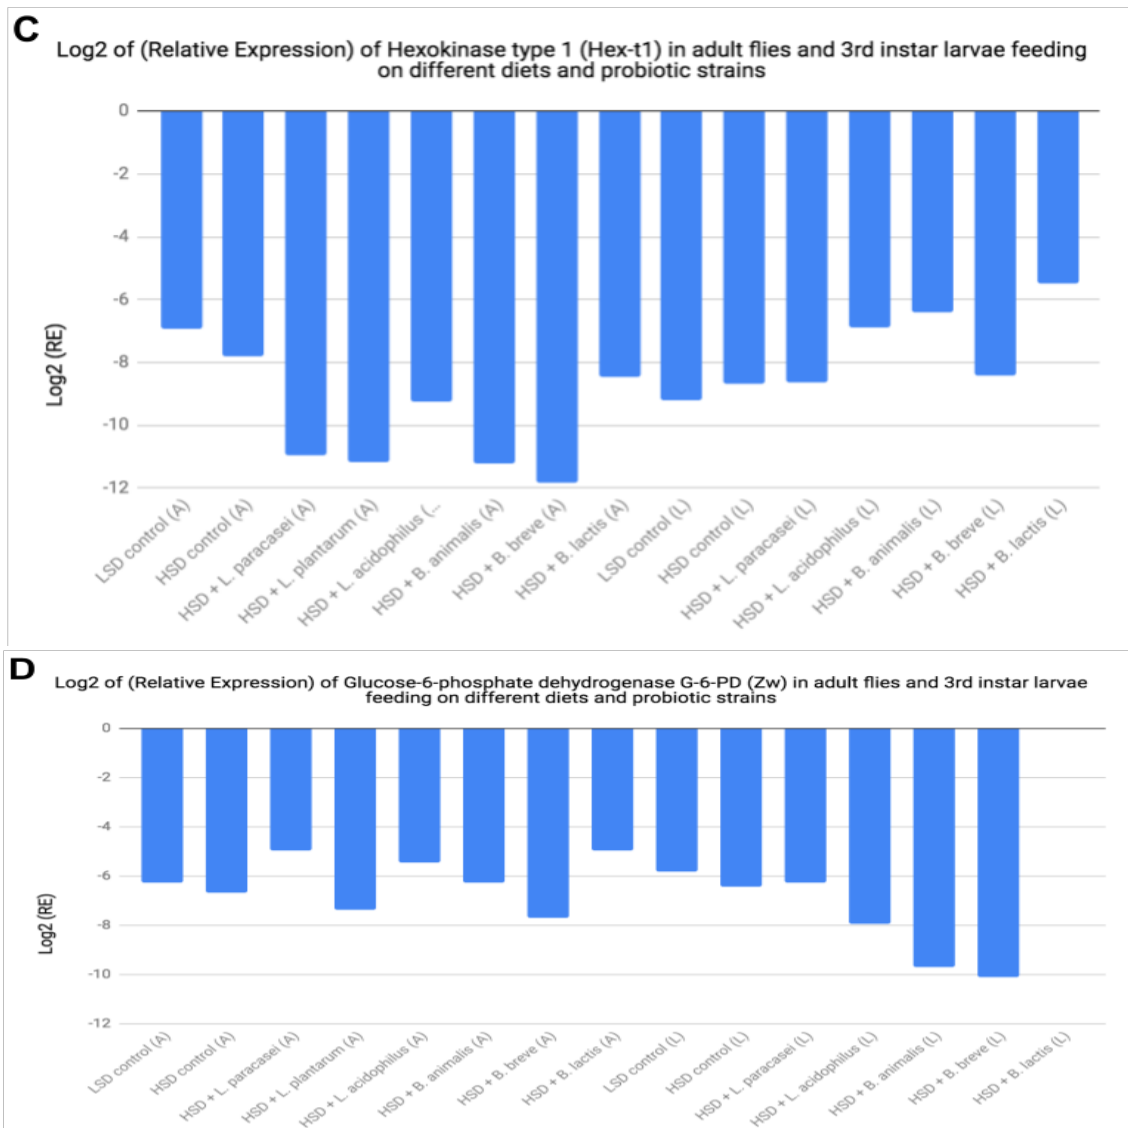 C
Log2 of (Relative Expression) of Hexokinase type 1 (Hex-t1) in adult flies and 3rd instar larvae feeding
on different diets and probiotic strains
0
-2
-4
-6
-8
-10
-12
Log2 (RE)
LSD control (A)
HSD control (A)
HSD + L. paracasei (A)
HSD + L. plantarum (A)
HSD + L. acidophilus (...
HSD + B. animalis (A)
HSD + B. breve (A)
HSD + B. lactis (A)
LSD control (L)
HSD control (L)
HSD + L. paracasei (L)
HSD + L. acidophilus (L)
HSD + B. animalis (L)
HSD + B. breve (L)
HSD + B. lactis (L)
D
Log2 of (Relative Expression) of Glucose-6-phosphate dehydrogenase G-6-PD (Zw) in adult flies and 3rd instar larvae
feeding on different diets and probiotic strains
0
-2
-4
-6
-8
-10
-12
Log2 (RE)
LSD control (A)
HSD control (A)
HSD + L. paracasei (A)
HSD + L. plantarum (A)
HSD + L. acidophilus (A)
HSD + B. animalis (A)
HSD + B. breve (A)
HSD + B. lactis (A)
LSD control (L)
HSD control (L)
HSD + L. paracasei (L)
HSD + L. acidophilus (L)
HSD + B. animalis (L)
HSD + B. breve (L)
HSD + B. lactis (L)